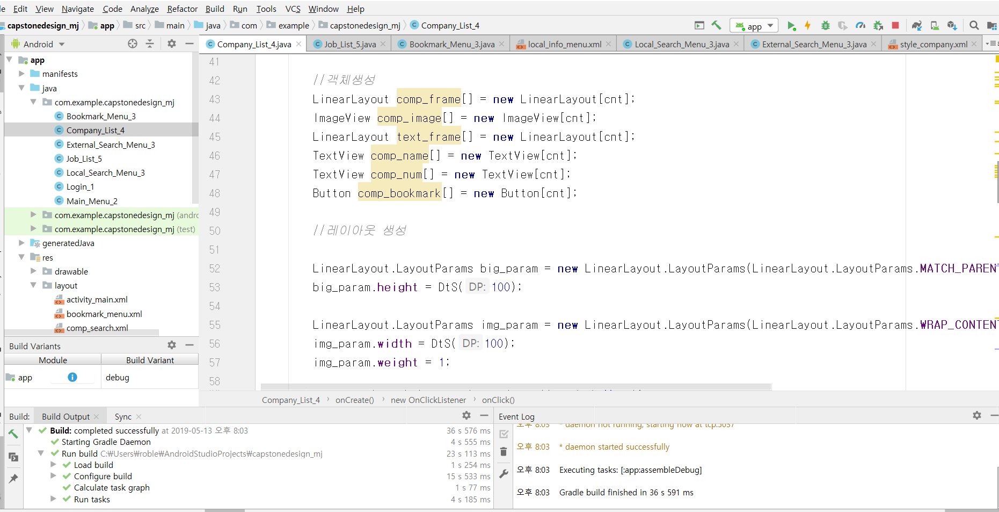 Edit View Navigate Code Analyze Refactor Build Run Tools VCS Window Help
capstonedesign_mj app src main java com example capstonedesign_mj Company_List_4
app
Android
Company_List_4.java Job_List_5.java Bookmark_Menu_3.java local_info_menu.xml Local_Search_Menu_3.java External_Search_Menu_3.java style_company.xml
app
manifests
java
com.example.capstonedesign_mj
Bookmark_Menu_3
Company_List_4
External_Search_Menu_3
Job_List_5
Local_Search_Menu_3
Login_1
Main_Menu_2
com.example.capstonedesign_mj (andro
com.example.capstonedesign_mj (test)
generatedJava
res
drawable
layout
activity_main.xml
bookmark_menu.xml
comp_search.xml
Build Variants
Module Build Variant
app debug
41
42 //객체생성
43 LinearLayout comp_frame[] = new LinearLayout[cnt];
44 ImageView comp_image[] = new ImageView[cnt];
45 LinearLayout text_frame[] = new LinearLayout[cnt];
46 TextView comp_name[] = new TextView[cnt];
47 TextView comp_num[] = new TextView[cnt];
48 Button comp_bookmark[] = new Button[cnt];
49
50 //레이아웃 생성
51
52 LinearLayout.LayoutParams big_param = new LinearLayout.LayoutParams(LinearLayout.LayoutParams.MATCH_PARENT
53 big_param.height = DtS( DP: 100);
54
55 LinearLayout.LayoutParams img_param = new LinearLayout.LayoutParams(LinearLayout.LayoutParams.WRAP_CONTENT
56 img_param.width = DtS( DP: 100);
57 img_param.weight = 1;
58
Company_List_4 › onCreate() › new OnClickListener › onClick()
Build: Build Output Sync
Build: completed successfully at 2019-05-13 오후 8:03 36 s 576 ms
Starting Gradle Daemon 4 s 555 ms
Run build C:₩Users₩roble₩AndroidStudioProjects₩capstonedesign_mj 23 s 113 ms
Load build 1 s 254 ms
Configure build 15 s 533 ms
Calculate task graph 1 s 77 ms
Run tasks 4 s 185 ms
Event Log
오후 8:03 * daemon not running; starting now at tcp:5037
오후 8:03 * daemon started successfully
오후 8:03 Executing tasks: [:app:assembleDebug]
오후 8:03 Gradle build finished in 36 s 591 ms